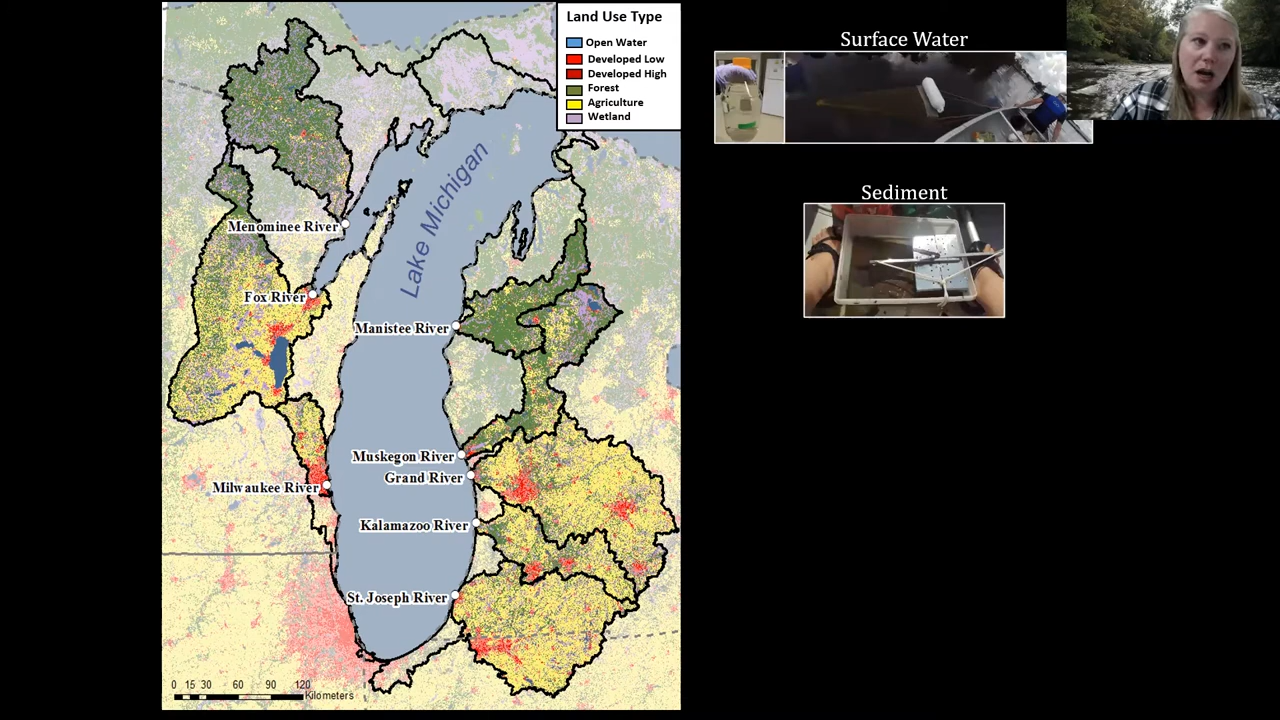 Land Use Type
Open Water
Developed Low
Developed High
Forest
Agriculture
Wetland
Lake Michigan
Menominee River
Fox River
Manistee River
Muskegon River
Grand River
Milwaukee River
Kalamazoo River
St. Joseph River
0 15 30 60 90 120
Kilometers
Surface Water
Sediment